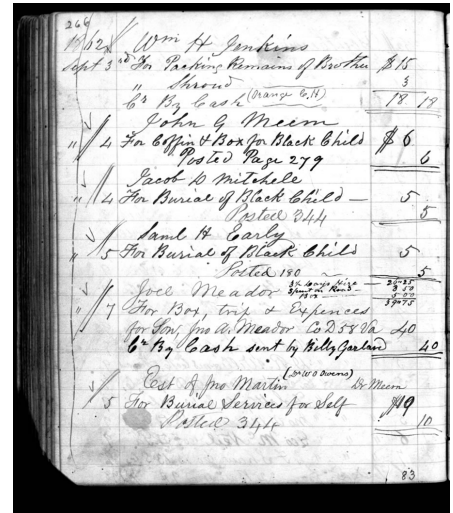 266
1862 Wm H Jenkins
Sept 3rd For Packing Remains of Brother $15
" Shroud 3
Cr By Cash (Orange C.H) 18 18
John G Meem
" 4 For Coffin & Box for Black Child $6
Posted Page 279 6
Jacob D Mitchele
" 4 For Burial of Black Child — 5
Posted 344 5
Saml H Early
" 5 For Burial of Black Child 5
Posted 180 5
Joel Meador
" 7 For Box, trip & Expences
for Son, Jno A. Meador Co D 58 Va 40
Cr By Cash sent by Billy Garland 40
(Dr W O Owens)
Est of Jno Martin Dr Meem
" 5 For Burial Services for Self
Posted 344 10
83